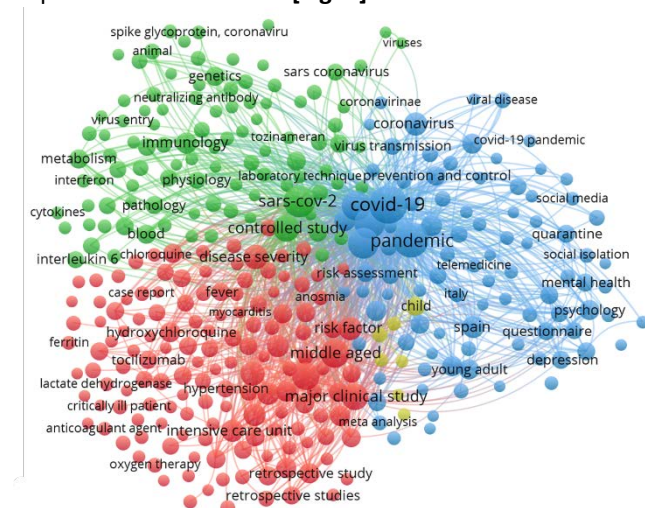 spike glycoprotein, coronaviru
viruses
animal
genetics
sars coronavirus
neutralizing antibody
coronavirinae
viral disease
virus entry
coronavirus
immunology
tozinameran
virus transmission
covid-19 pandemic
metabolism
interferon
physiology
laboratory technique
prevention and control
cytokines
pathology
sars-cov-2
covid-19
social media
blood
controlled study
pandemic
quarantine
interleukin 6
chloroquine
disease severity
social isolation
risk assessment
telemedicine
case report
fever
anosmia
italy
mental health
myocarditis
child
psychology
ferritin
hydroxychloroquine
risk factor
spain
questionnaire
tocilizumab
middle aged
depression
lactate dehydrogenase
hypertension
young adult
critically ill patient
major clinical study
anticoagulant agent
intensive care unit
meta analysis
oxygen therapy
retrospective study
retrospective studies